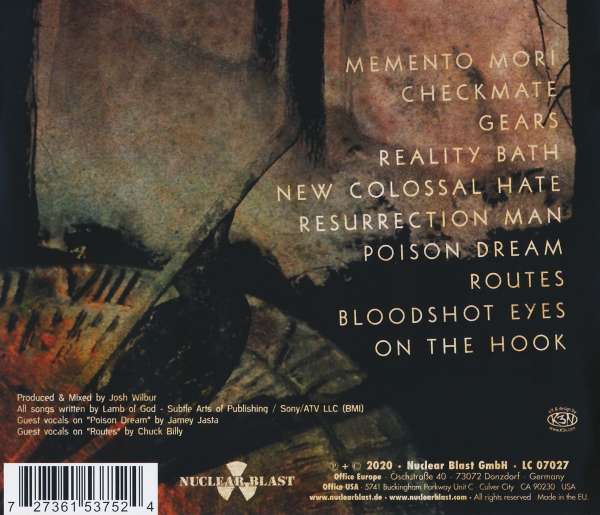 MEMENTO MORI
CHECKMATE
GEARS
REALITY BATH
NEW COLOSSAL HATE
RESURRECTION MAN
POISON DREAM
ROUTES
BLOODSHOT EYES
ON THE HOOK
Produced & Mixed by Josh Wilbur
All songs written by Lamb of God - Subtle Arts of Publishing / Sony/ATV LLC (BMI)
Guest vocals on "Poison Dream" by Jamey Jasta
Guest vocals on "Routes" by Chuck Billy
art & design by
K3N
7 27361 53752 4
NUCLEAR BLAST
℗ + © 2020 · Nuclear Blast GmbH · LC 07027
Office Europe · Oschstraße 40 · 73072 Donzdorf · Germany
Office USA · 5741 Buckingham Parkway Unit C · Culver City · CA 90230 · USA
www.nuclearblast.de · www.nuclearblast.com · All rights reserved · Made in the EU